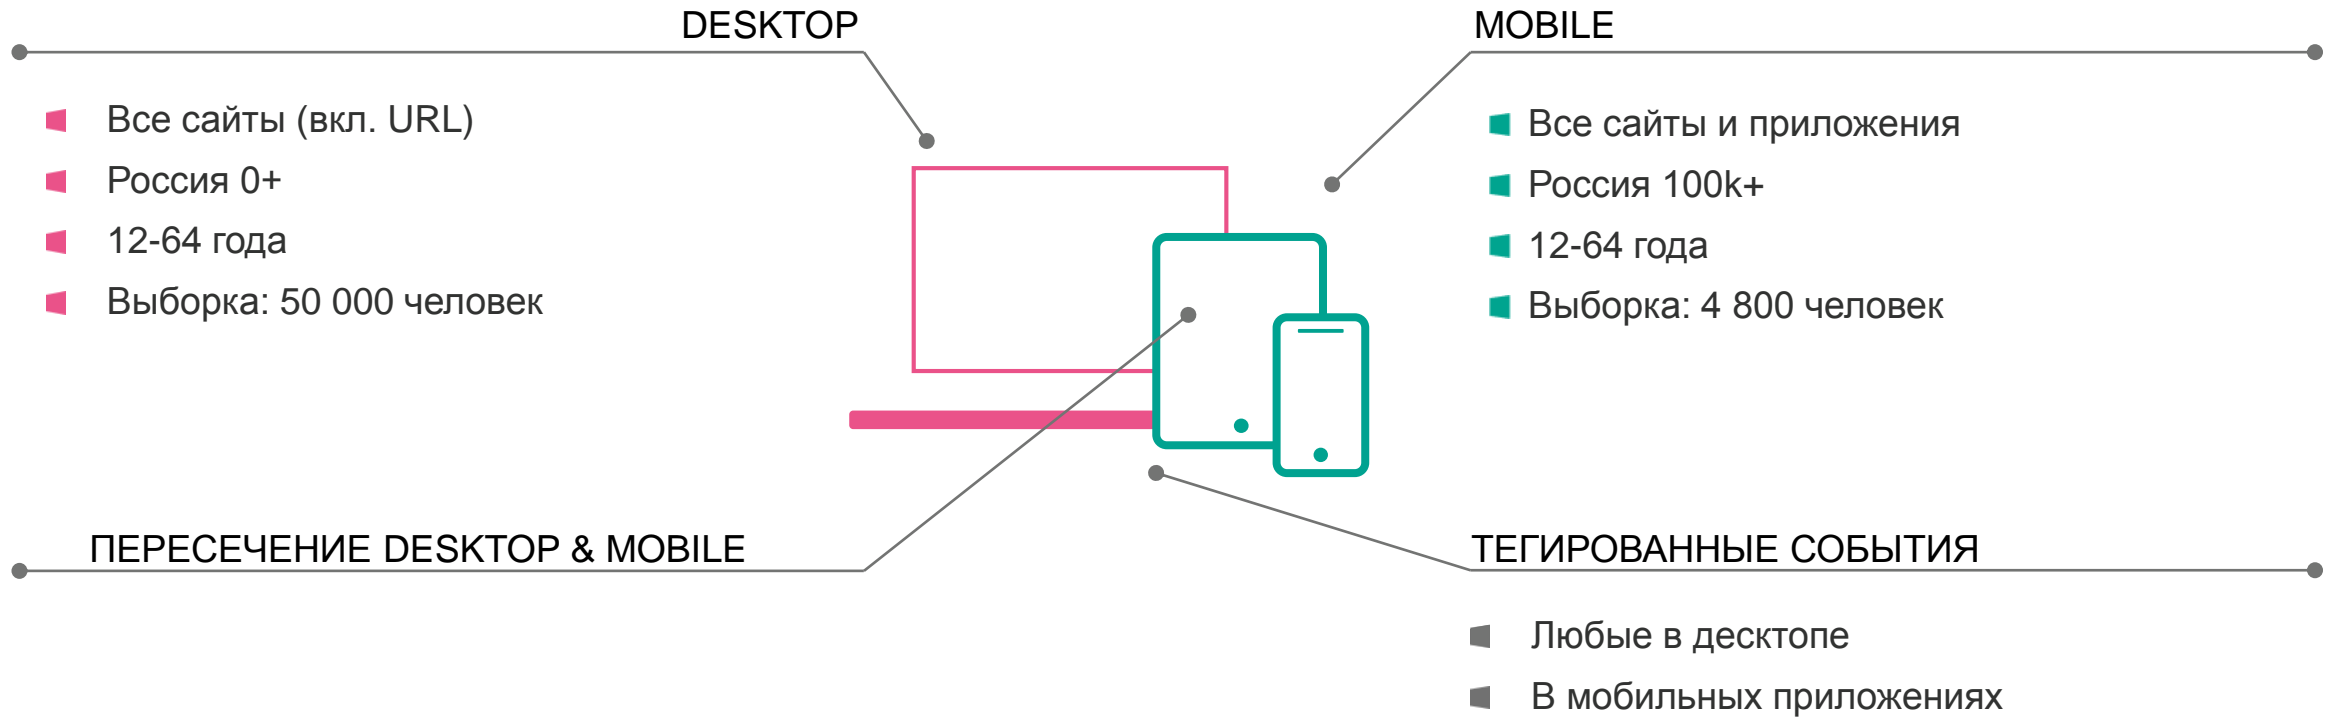 DESKTOP
Все сайты (вкл. URL)
Россия 0+
12-64 года
Выборка: 50 000 человек
MOBILE
Все сайты и приложения
Россия 100k+
12-64 года
Выборка: 4 800 человек
ПЕРЕСЕЧЕНИЕ DESKTOP & MOBILE
ТЕГИРОВАННЫЕ СОБЫТИЯ
Любые в десктопе
В мобильных приложениях